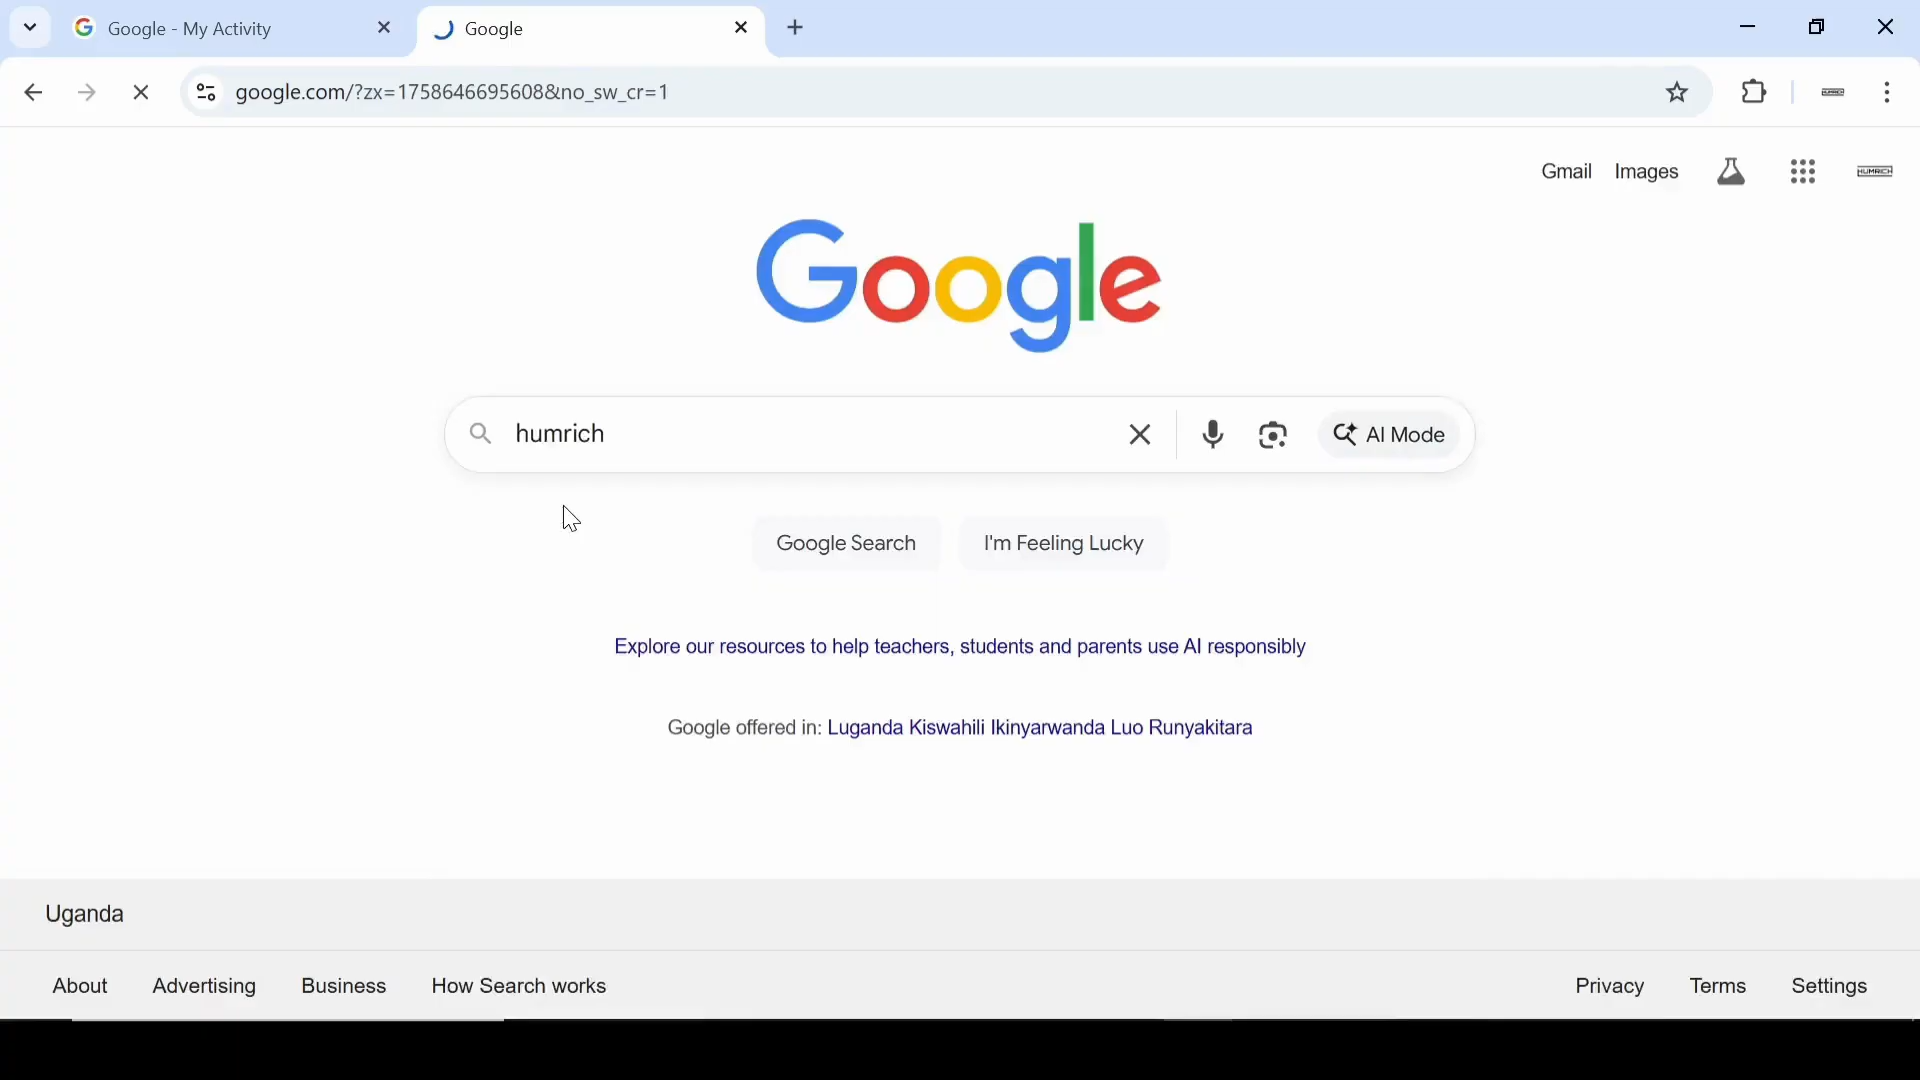 Google - My Activity
Google
google.com/?zx=1758646695608&no_sw_cr=1
Gmail Images
HUMRICH
Google
humrich
AI Mode
Google Search
I'm Feeling Lucky
Explore our resources to help teachers, students and parents use AI responsibly
Google offered in: Luganda Kiswahili Ikinyarwanda Luo Runyakitara
Uganda
About Advertising Business How Search works Privacy Terms Settings